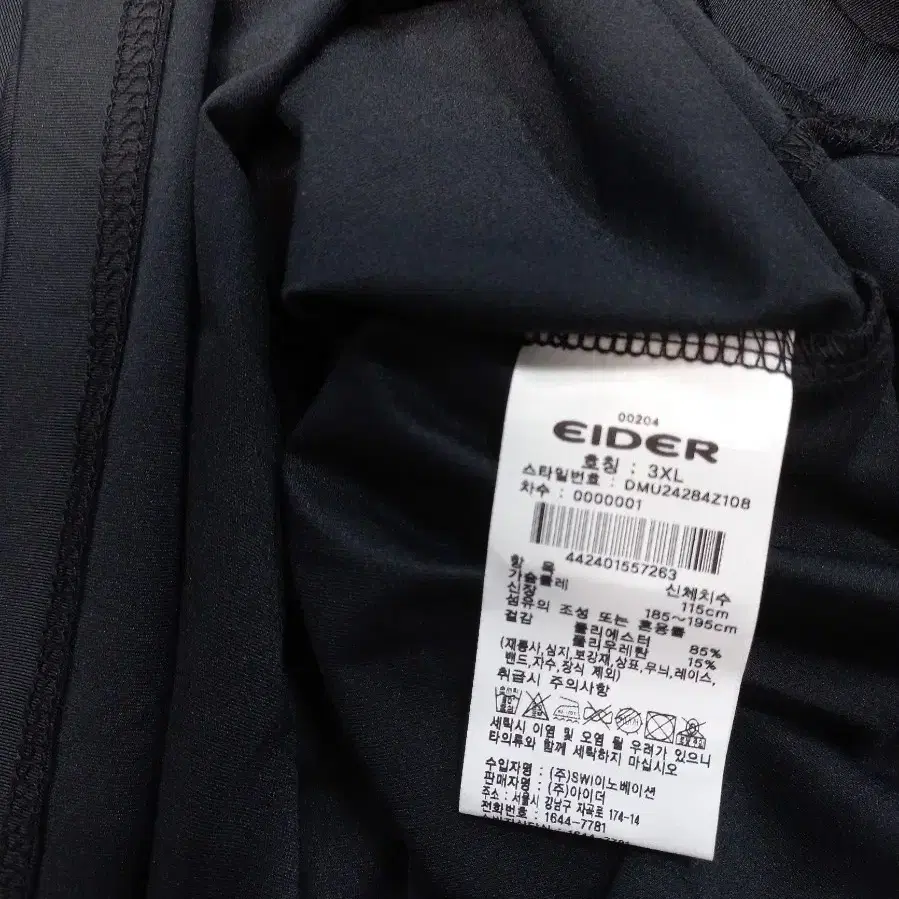 00204
EIDER
호칭 : 3XL
스타일번호 : DMU24284Z108
차수 : 0000001
442401557263
항 목 신체치수
가슴둘레 115cm
신장 185~195cm
섬유의 조성 또는 혼용률
겉감 폴리에스터 85%
폴리우레탄 15%
(재봉사,심지,보강재,상표,무늬,레이스,
밴드,자수,장식 제외)
취급시 주의사항
세탁시 이염 및 오염 될 우려가 있으니
타의류와 함께 세탁하지 마십시오
수입자명 : (주)SWI이노베이션
판매자명 : (주)아이더
주소 : 서울시 강남구 자곡로 174-14
전화번호 : 1644-7781